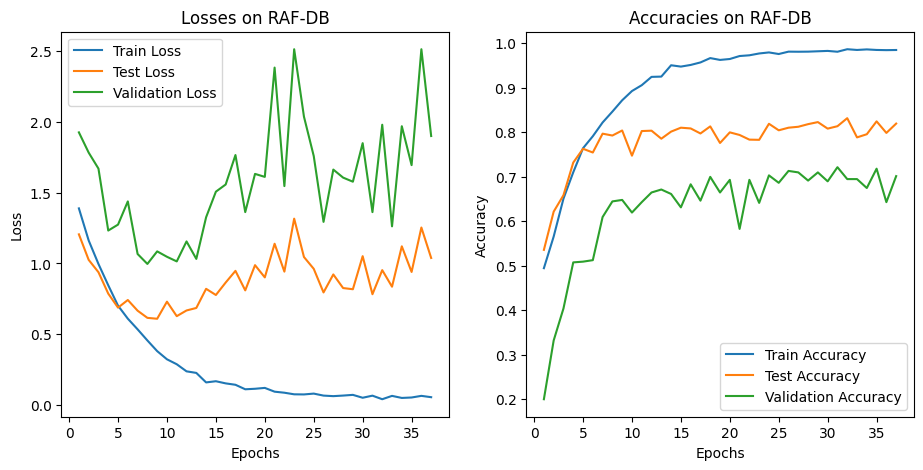 Losses on RAF-DB
Train Loss
Test Loss
Validation Loss
2.5
2.0
1.5
1.0
0.5
0.0
Loss
0
5
10
15
20
25
30
35
Epochs
Accuracies on RAF-DB
1.0
0.9
0.8
0.7
0.6
0.5
0.4
0.3
0.2
Accuracy
Train Accuracy
Test Accuracy
Validation Accuracy
0
5
10
15
20
25
30
35
Epochs